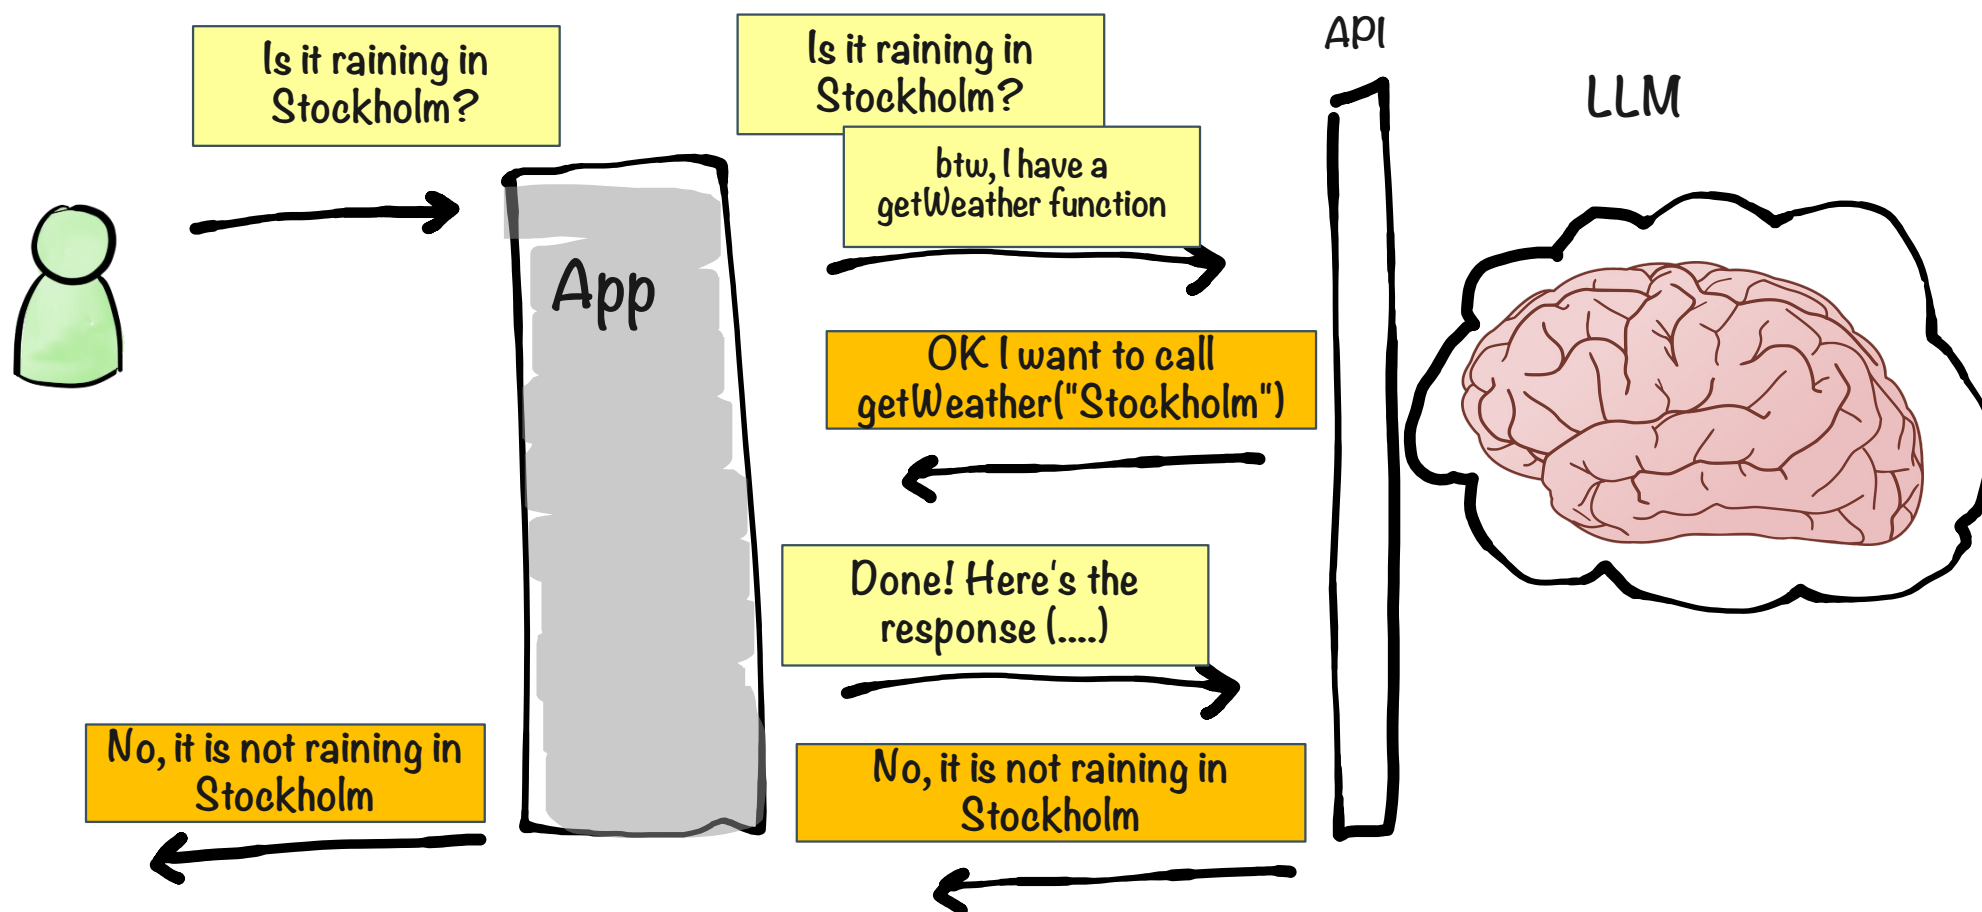 Is it raining in
Stockholm?
Is it raining in
Stockholm?
btw, I have a
getWeather function
API
LLM
App
OK I want to call
getWeather("Stockholm")
Done! Here's the
response (....)
No, it is not raining in
Stockholm
No, it is not raining in
Stockholm